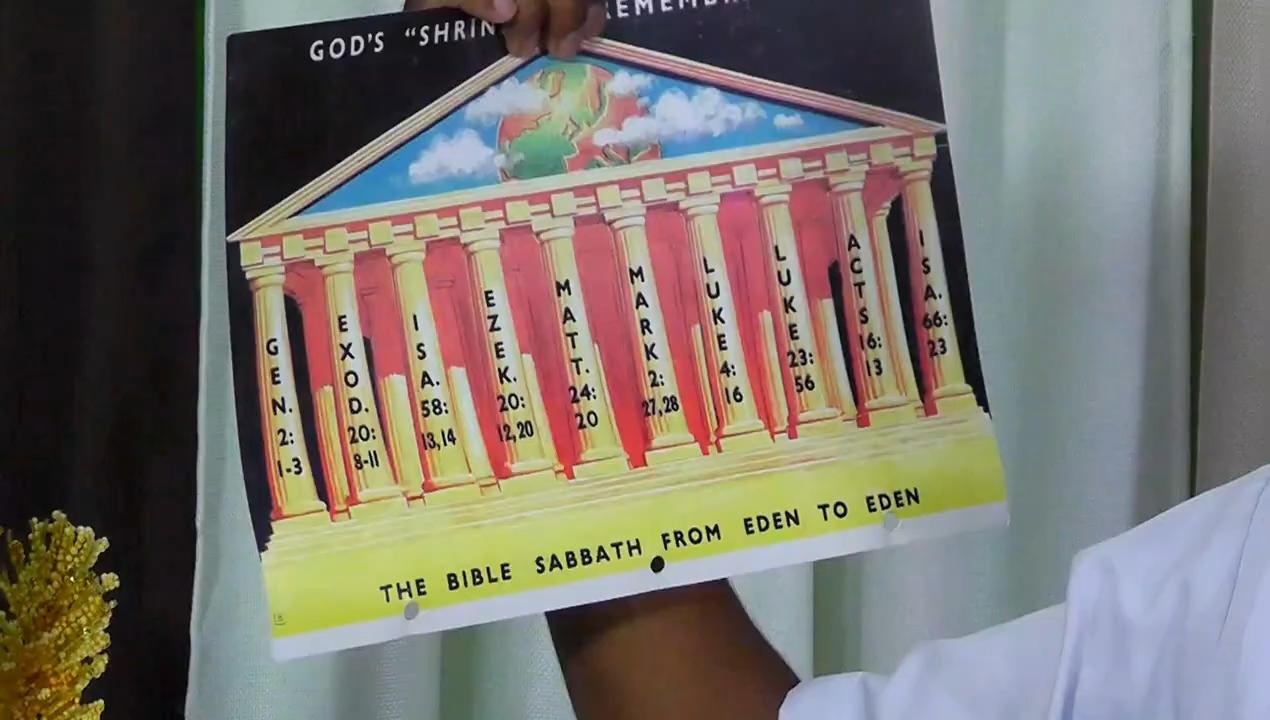 GOD'S "SHRIN
GEN. 2: 1-3
EXOD. 20: 8-11
ISA. 58: 13,14
EZEK. 20: 12,20
MATT. 24: 20
MARK 2: 27,28
LUKE 4: 16
LUKE 23: 56
ACTS 16: 13
ISA. 66: 23
THE BIBLE SABBATH FROM EDEN TO EDEN